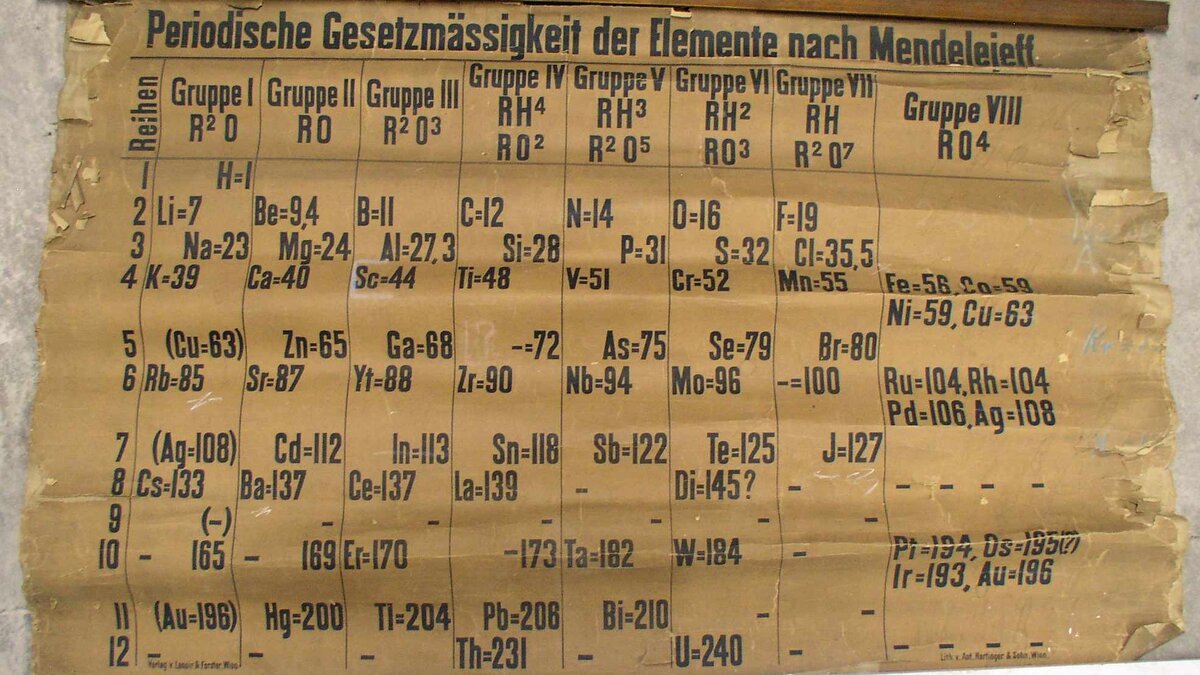 Periodische Gesetzmässigkeit der Elemente nach Mendelejeff.
Reihen Gruppe I Gruppe II Gruppe III Gruppe IV Gruppe V Gruppe VI Gruppe VII Gruppe VIII
RH⁴ RH³ RH² RH
R²O RO R²O³ RO² R²O⁵ RO³ R²O⁷ RO⁴
1 H=1
2 Li=7 Be=9,4 B=11 C=12 N=14 O=16 F=19
3 Na=23 Mg=24 Al=27,3 Si=28 P=31 S=32 Cl=35,5
4 K=39 Ca=40 Sc=44 Ti=48 V=51 Cr=52 Mn=55 Fe=56, Co=59
Ni=59, Cu=63
5 (Cu=63) Zn=65 Ga=68 -=72 As=75 Se=79 Br=80
6 Rb=85 Sr=87 Yt=88 Zr=90 Nb=94 Mo=96 -=100 Ru=104, Rh=104
Pd=106, Ag=108
7 (Ag=108) Cd=112 In=113 Sn=118 Sb=122 Te=125 J=127
8 Cs=133 Ba=137 Ce=137 La=139 - Di=145? - - - - -
9 (-) - - - - - -
10 - 165 - 169 Er=170 -173 Ta=182 W=184 - Pt=194, Os=195(?)
Ir=193, Au=196
11 (Au=196) Hg=200 Tl=204 Pb=206 Bi=210 - -
12 - - - Th=231 - U=240 - - - - -
Verlag v. Lenoir & Forster Wien. Lith. v. Ant. Hartinger & Sohn, Wien.